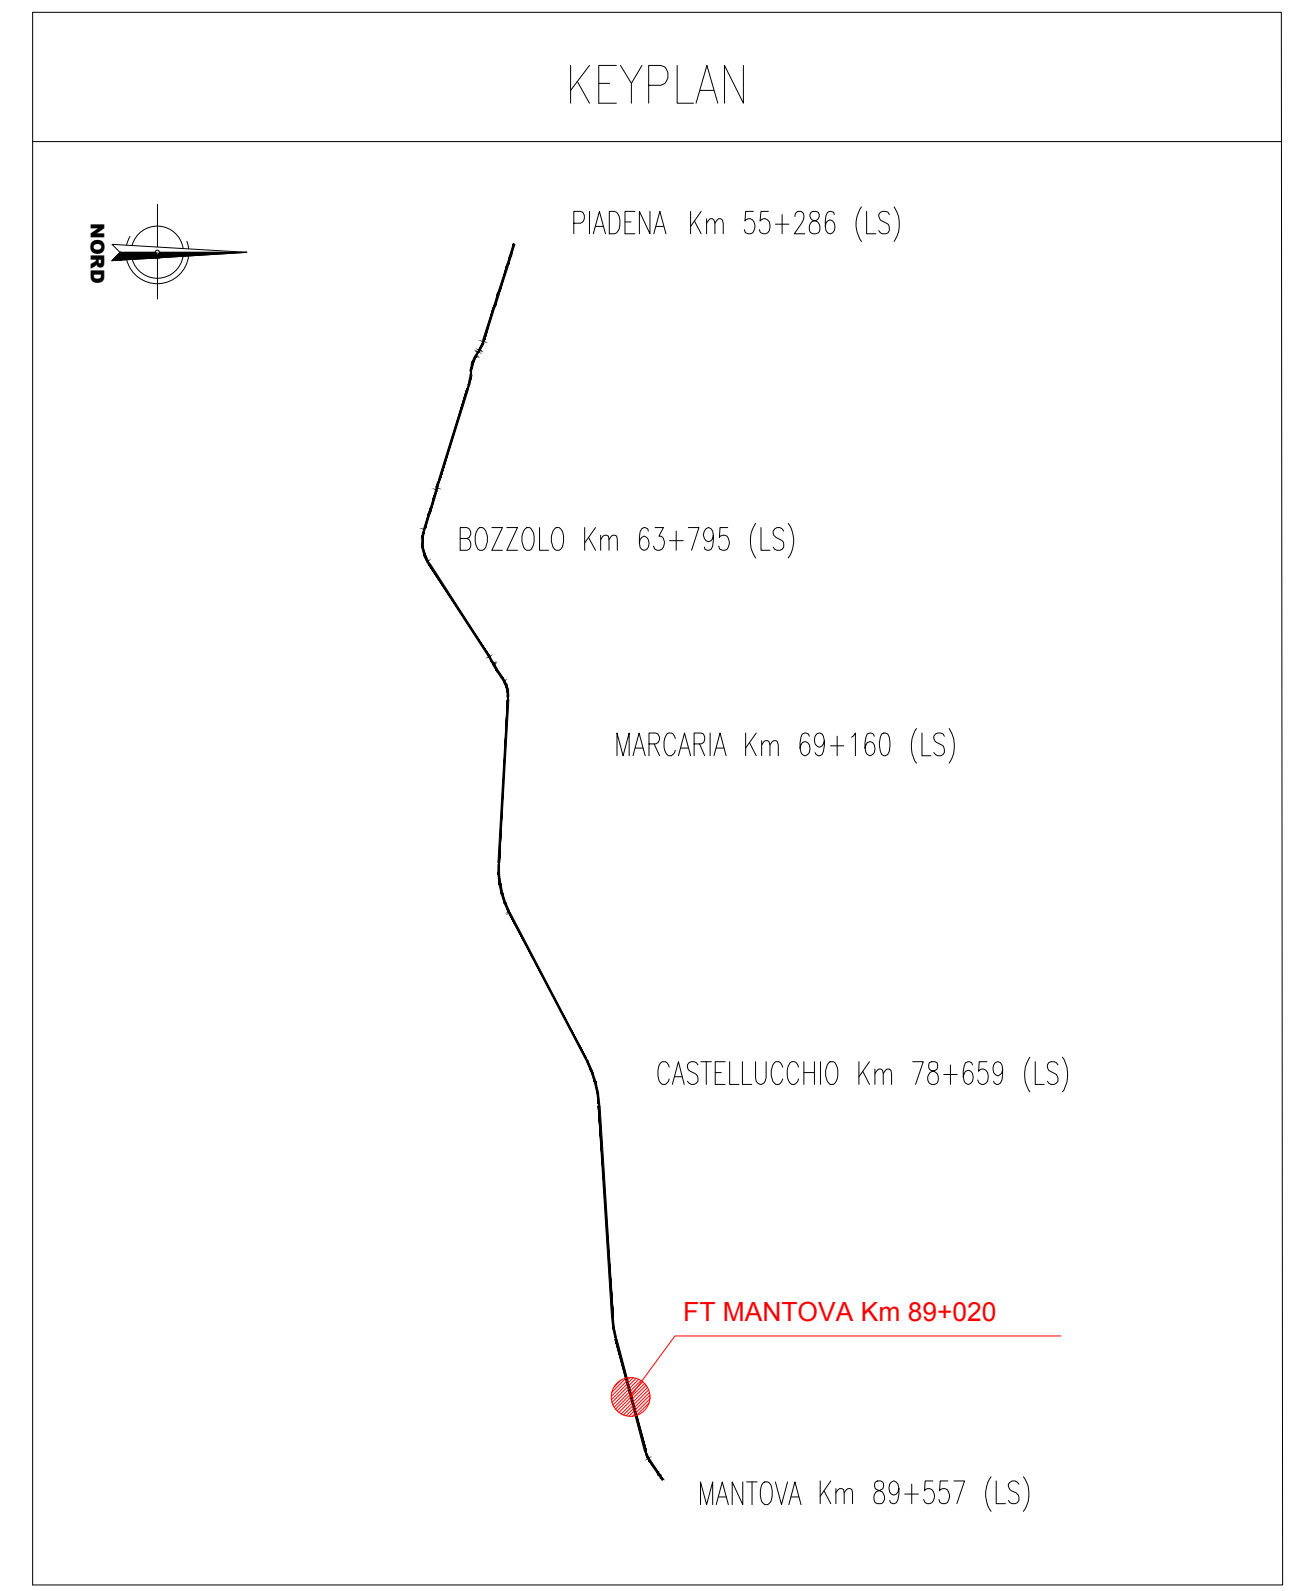 KEYPLAN
NORD
PIADENA Km 55+286 (LS)
BOZZOLO Km 63+795 (LS)
MARCARIA Km 69+160 (LS)
CASTELLUCCHIO Km 78+659 (LS)
FT MANTOVA Km 89+020
MANTOVA Km 89+557 (LS)